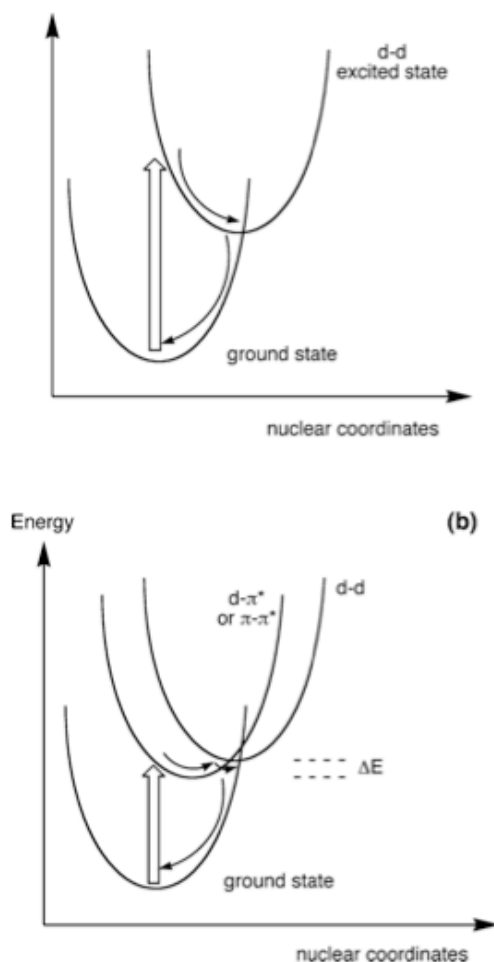 d-d
excited state
ground state
nuclear coordinates
Energy
(b)
d-π*
or π-π*
d-d
ΔE
ground state
nuclear coordinates